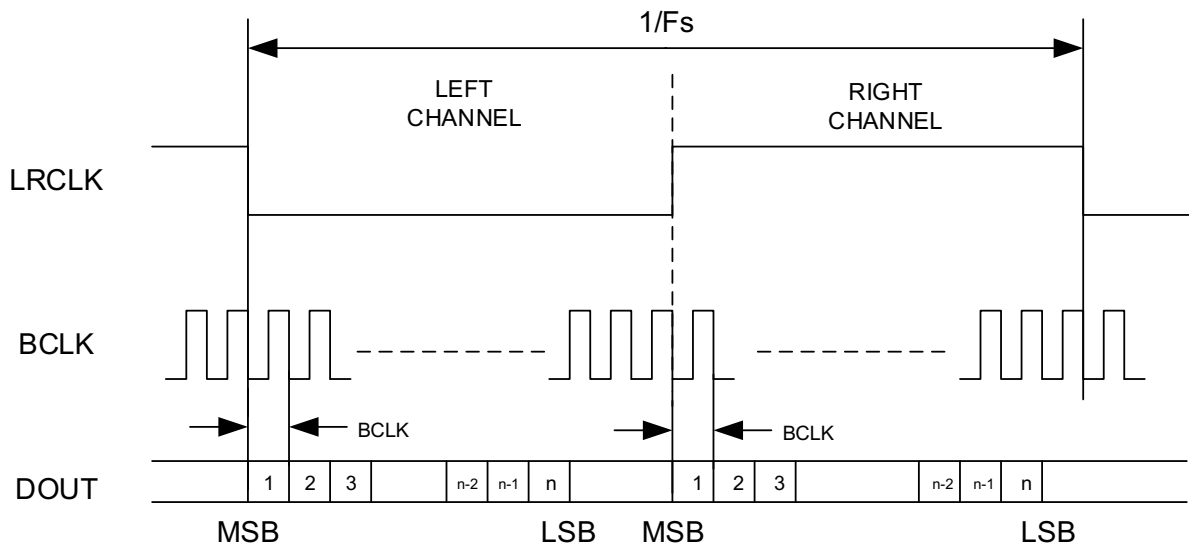 1/Fs
LEFT
CHANNEL
RIGHT
CHANNEL
LRCLK
BCLK
BCLK
BCLK
DOUT
1 2 3 n-2 n-1 n 1 2 3 n-2 n-1 n
MSB LSB MSB LSB